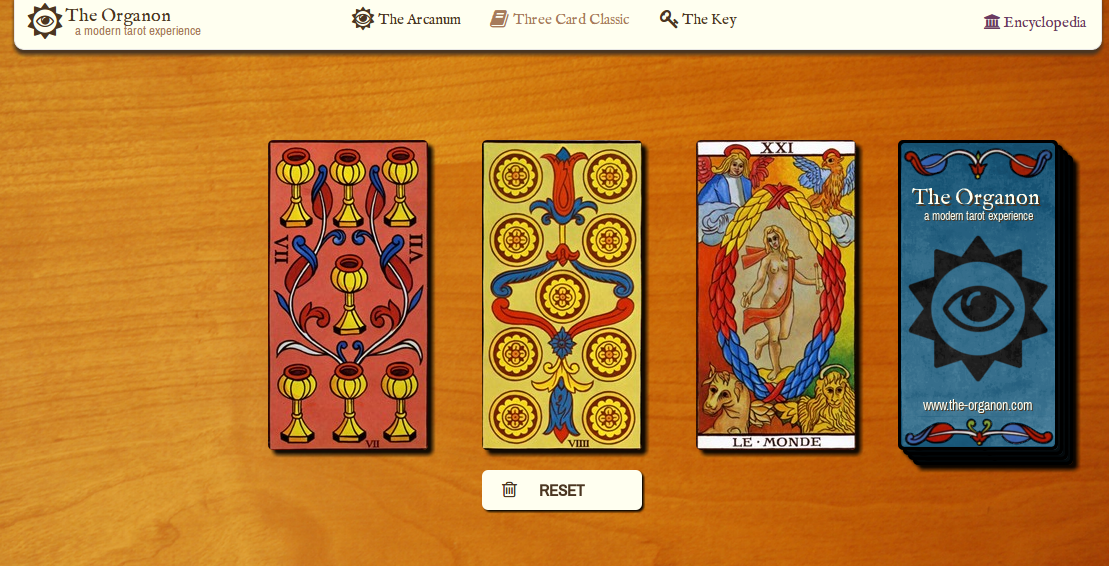 The Organon
a modern tarot experience
The Arcanum
Three Card Classic
The Key
Encyclopedia
VII
VII
VII
VIIII
XXI
LE·MONDE
The Organon
a modern tarot experience
www.the-organon.com
RESET